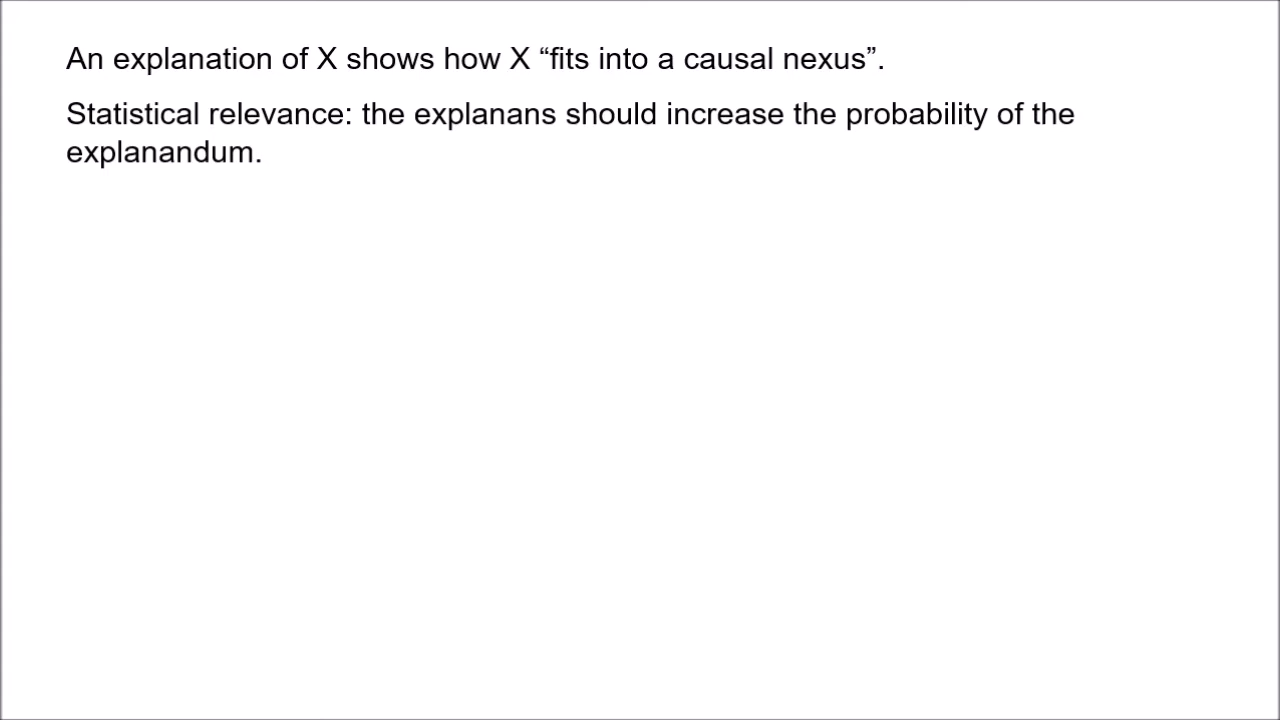 An explanation of X shows how X “fits into a causal nexus”.
Statistical relevance: the explanans should increase the probability of the
explanandum.